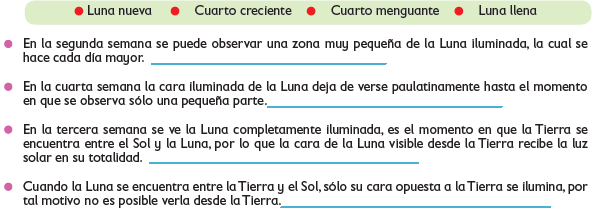 Luna nueva Cuarto creciente Cuarto menguante Luna llena
En la segunda semana se puede observar una zona muy pequeña de la Luna iluminada, la cual se
hace cada día mayor.
En la cuarta semana la cara iluminada de la Luna deja de verse paulatinamente hasta el momento
en que se observa sólo una pequeña parte.
En la tercera semana se ve la Luna completamente iluminada, es el momento en que la Tierra se
encuentra entre el Sol y la Luna, por lo que la cara de la Luna visible desde la Tierra recibe la luz
solar en su totalidad.
Cuando la Luna se encuentra entre la Tierra y el Sol, sólo su cara opuesta a la Tierra se ilumina, por
tal motivo no es posible verla desde la Tierra.